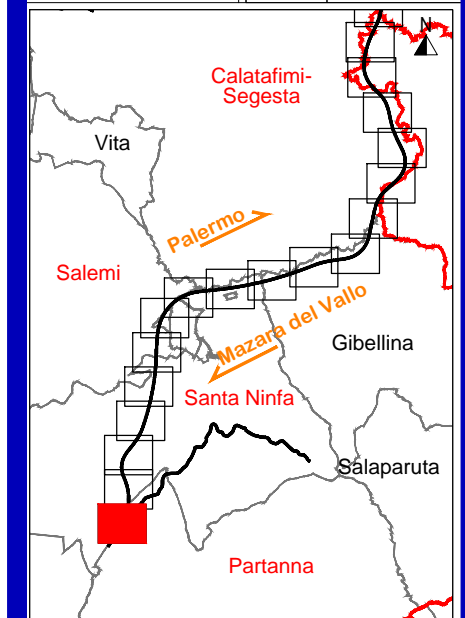 N
Calatafimi-
Segesta
Vita
Palermo
Salemi
Mazara del Vallo
Gibellina
Santa Ninfa
Salaparuta
Partanna